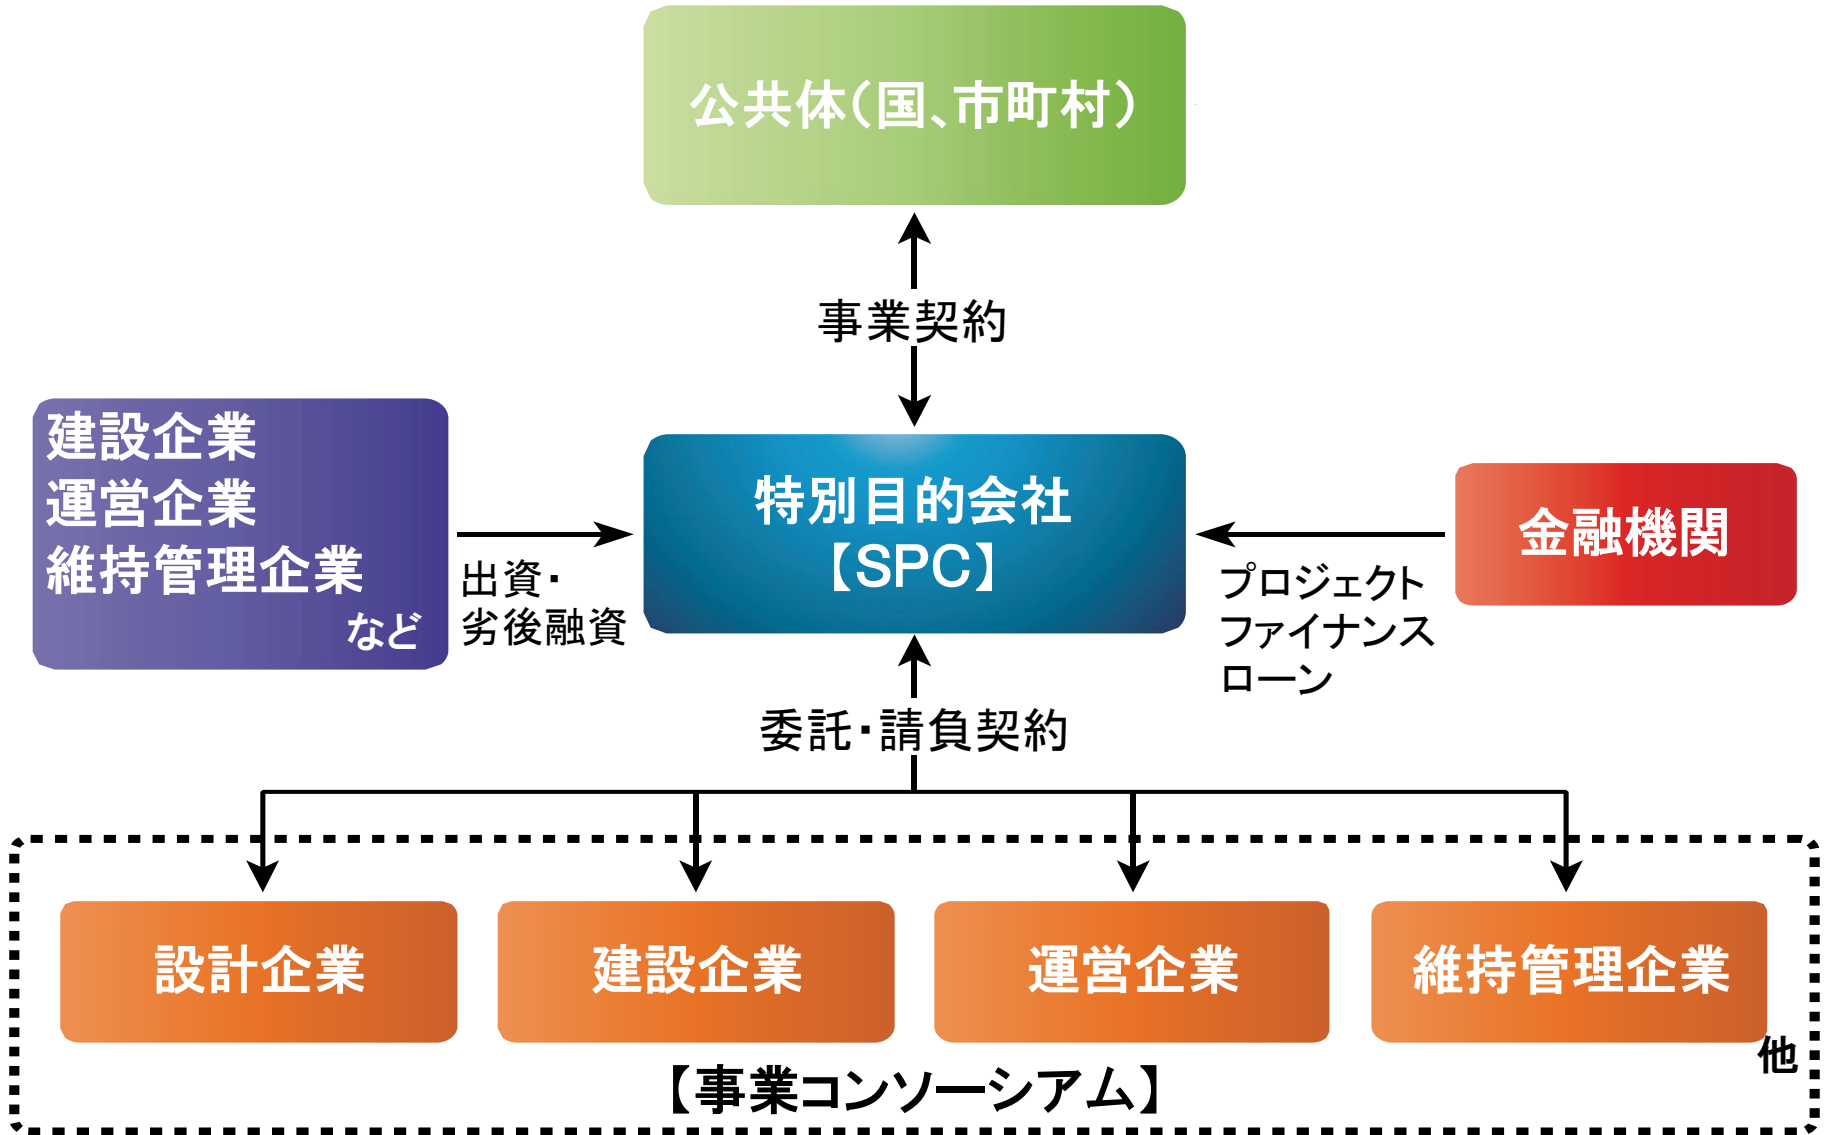 公共体（国、市町村）
事業契約
建設企業
運営企業
維持管理企業
など
出資・
劣後融資
特別目的会社
【SPC】
金融機関
プロジェクト
ファイナンス
ローン
委託・請負契約
設計企業
建設企業
運営企業
維持管理企業
他
【事業コンソーシアム】